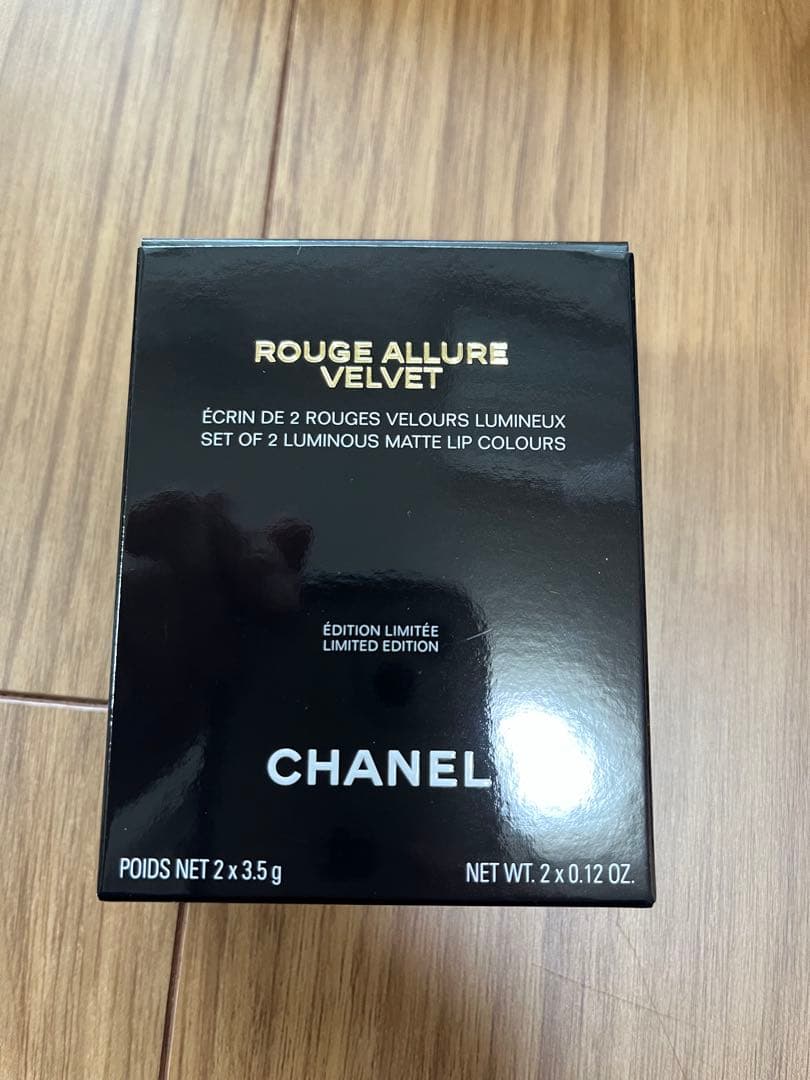 ROUGE ALLURE
VELVET
ÉCRIN DE 2 ROUGES VELOURS LUMINEUX
SET OF 2 LUMINOUS MATTE LIP COLOURS
ÉDITION LIMITÉE
LIMITED EDITION
CHANEL
POIDS NET 2 x 3.5 g
NET WT. 2 x 0.12 OZ.